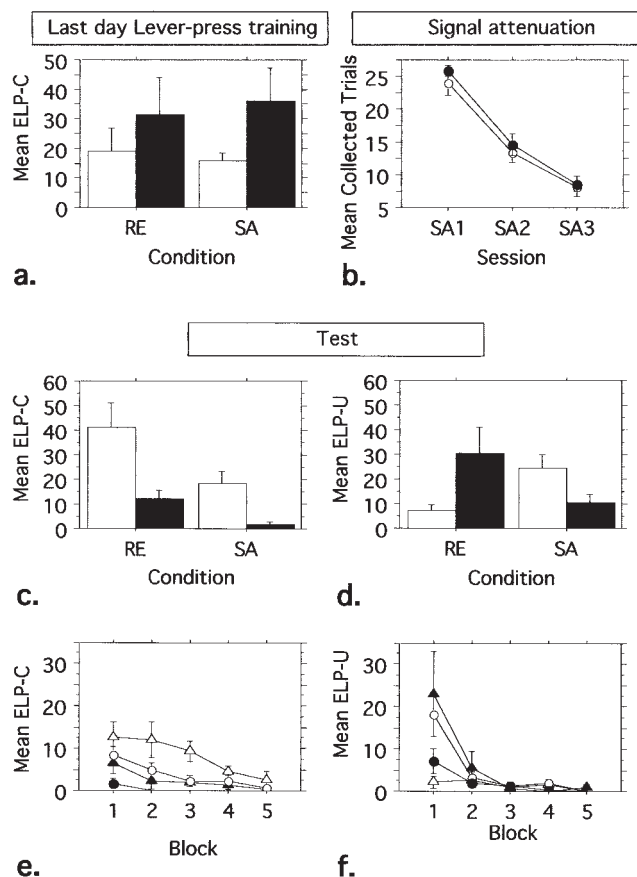 Last day Lever-press training
Signal attenuation
Mean ELP-C
50
40
30
20
10
0
RE
SA
Condition
a.
Mean Collected Trials
25
15
5
SA1
SA2
SA3
Session
b.
Test
Mean ELP-C
60
50
40
30
20
10
0
RE
SA
Condition
c.
Mean ELP-U
60
50
40
30
20
10
0
RE
SA
Condition
d.
Mean ELP-C
30
20
10
0
1 2 3 4 5
Block
e.
Mean ELP-U
30
20
10
0
1 2 3 4 5
Block
f.